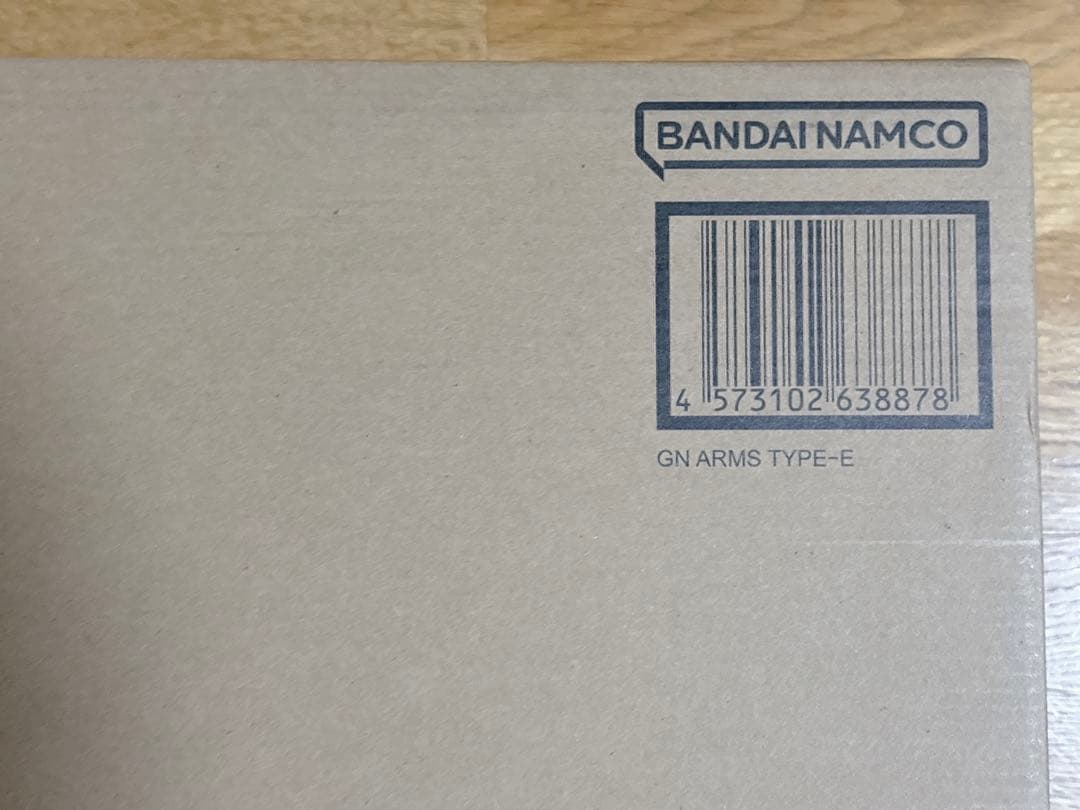 BANDAI NAMCO
4 573102 638878
GN ARMS TYPE-E